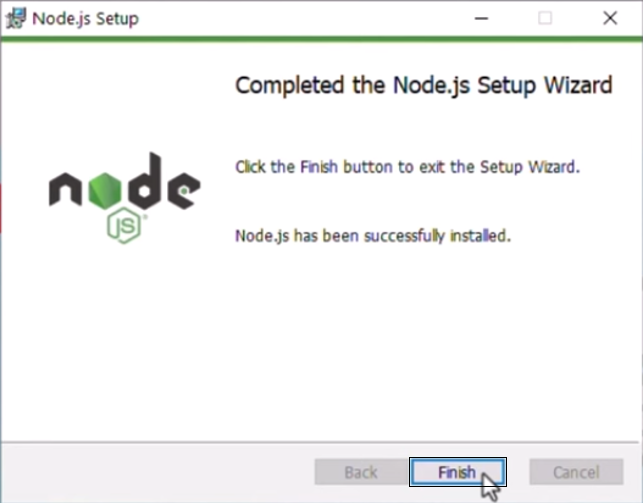 Node.js Setup
Completed the Node.js Setup Wizard
Click the Finish button to exit the Setup Wizard.
node
JS
Node.js has been successfully installed.
Back
Finish
Cancel